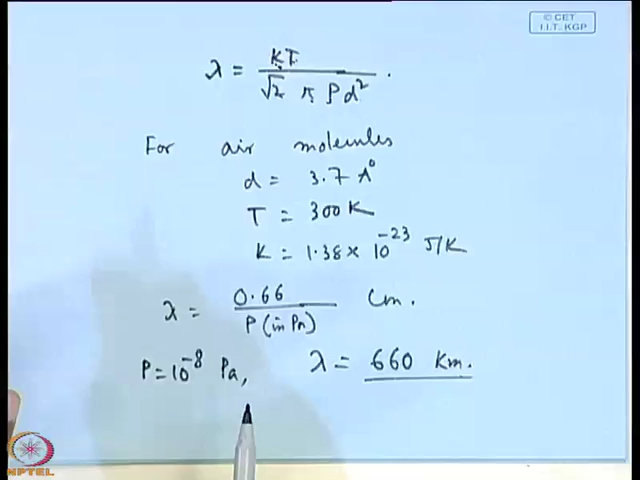 © CET
I.I.T. KGP
λ = KT / √2 π P d² .
For air molecules
d = 3.7 A°
T = 300 K
K = 1.38 × 10⁻²³ J/K
λ = 0.66 / P (in Pa) Cm.
P = 10⁻⁸ Pa, λ = 660 Km.
NPTEL